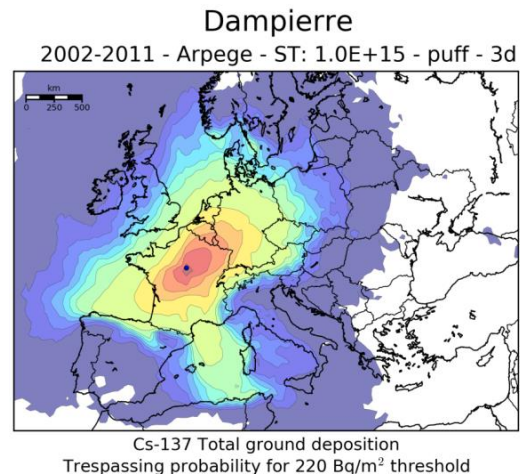 Dampierre
2002-2011 - Arpege - ST: 1.0E+15 - puff - 3d
km
0 250 500
Cs-137 Total ground deposition
Trespassing probability for 220 Bq/m² threshold